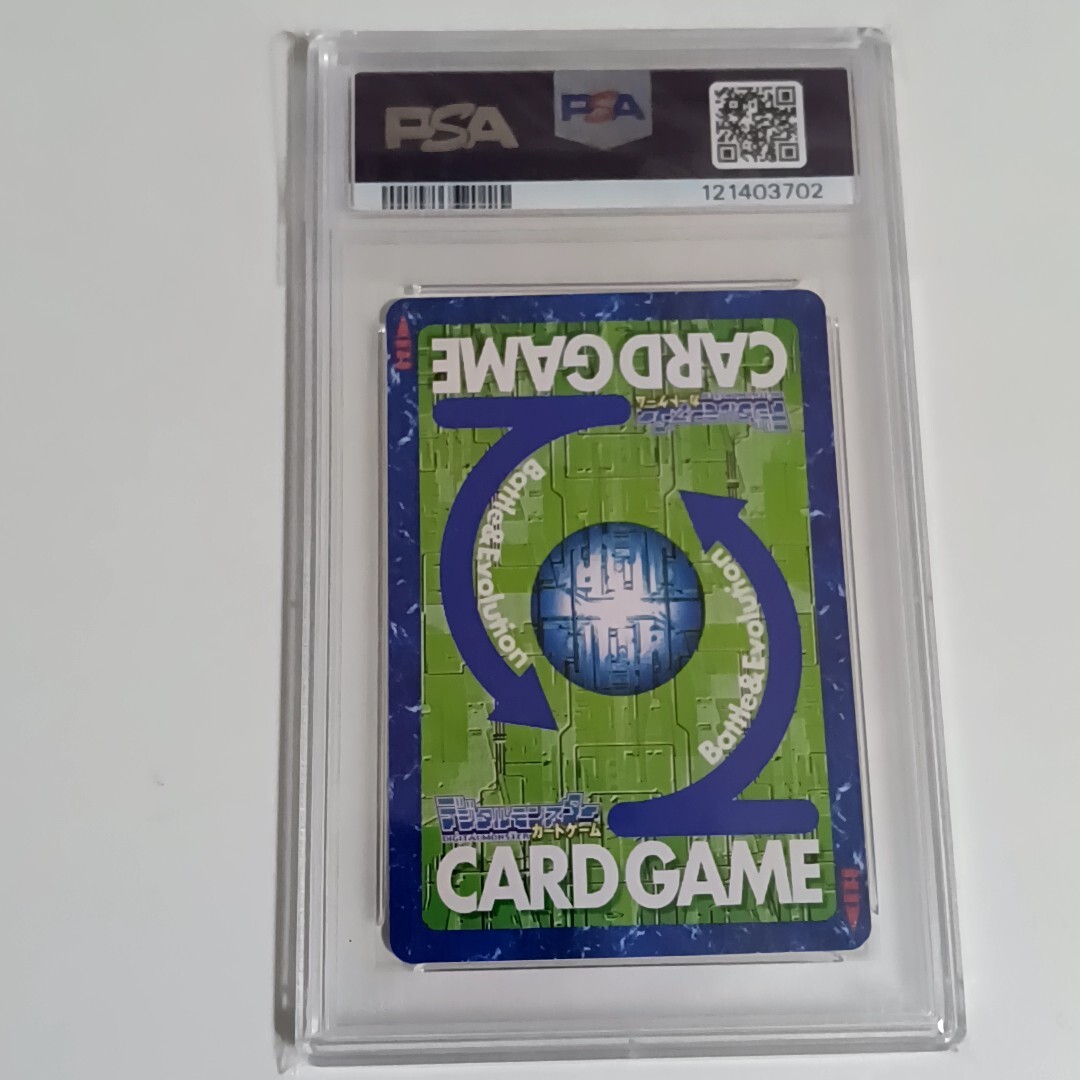 PSA
PSA
121403702
CARD GAME
デジタルモンスター
カードゲーム
Battle&Evolution
Battle&Evolution
デジタルモンスター
DIGITAL MONSTER
カードゲーム
CARD GAME